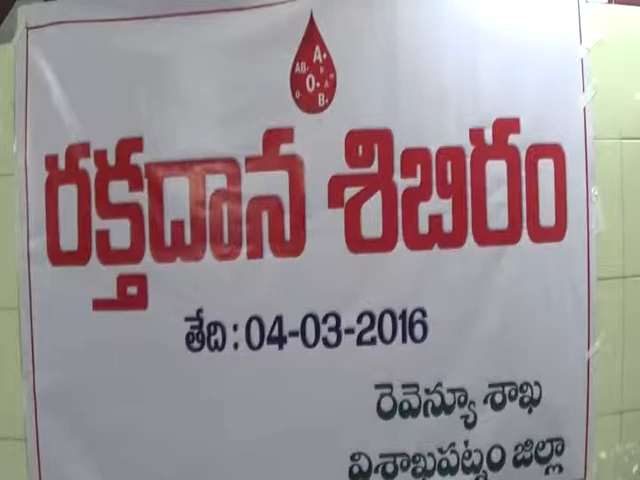 A+
AB-
O-
B+
రక్తదాన శిబిరం
తేది : 04-03-2016
రెవెన్యూ శాఖ
విశాఖపట్నం జిల్లా